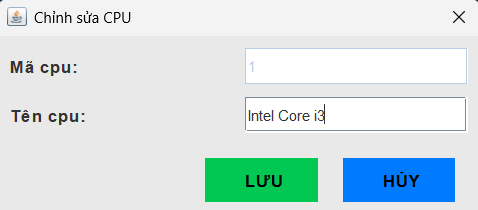 Chỉnh sửa CPU
Mã cpu: 1
Tên cpu: Intel Core i3
LƯU HỦY